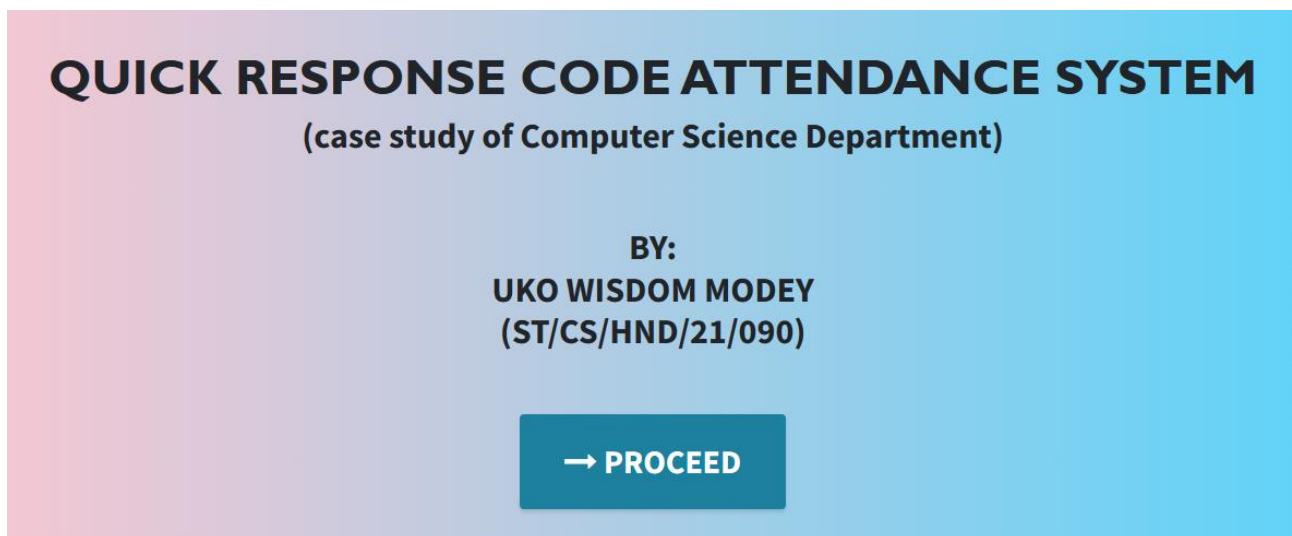 QUICK RESPONSE CODE ATTENDANCE SYSTEM
(case study of Computer Science Department)
BY:
UKO WISDOM MODEY
(ST/CS/HND/21/090)
→ PROCEED